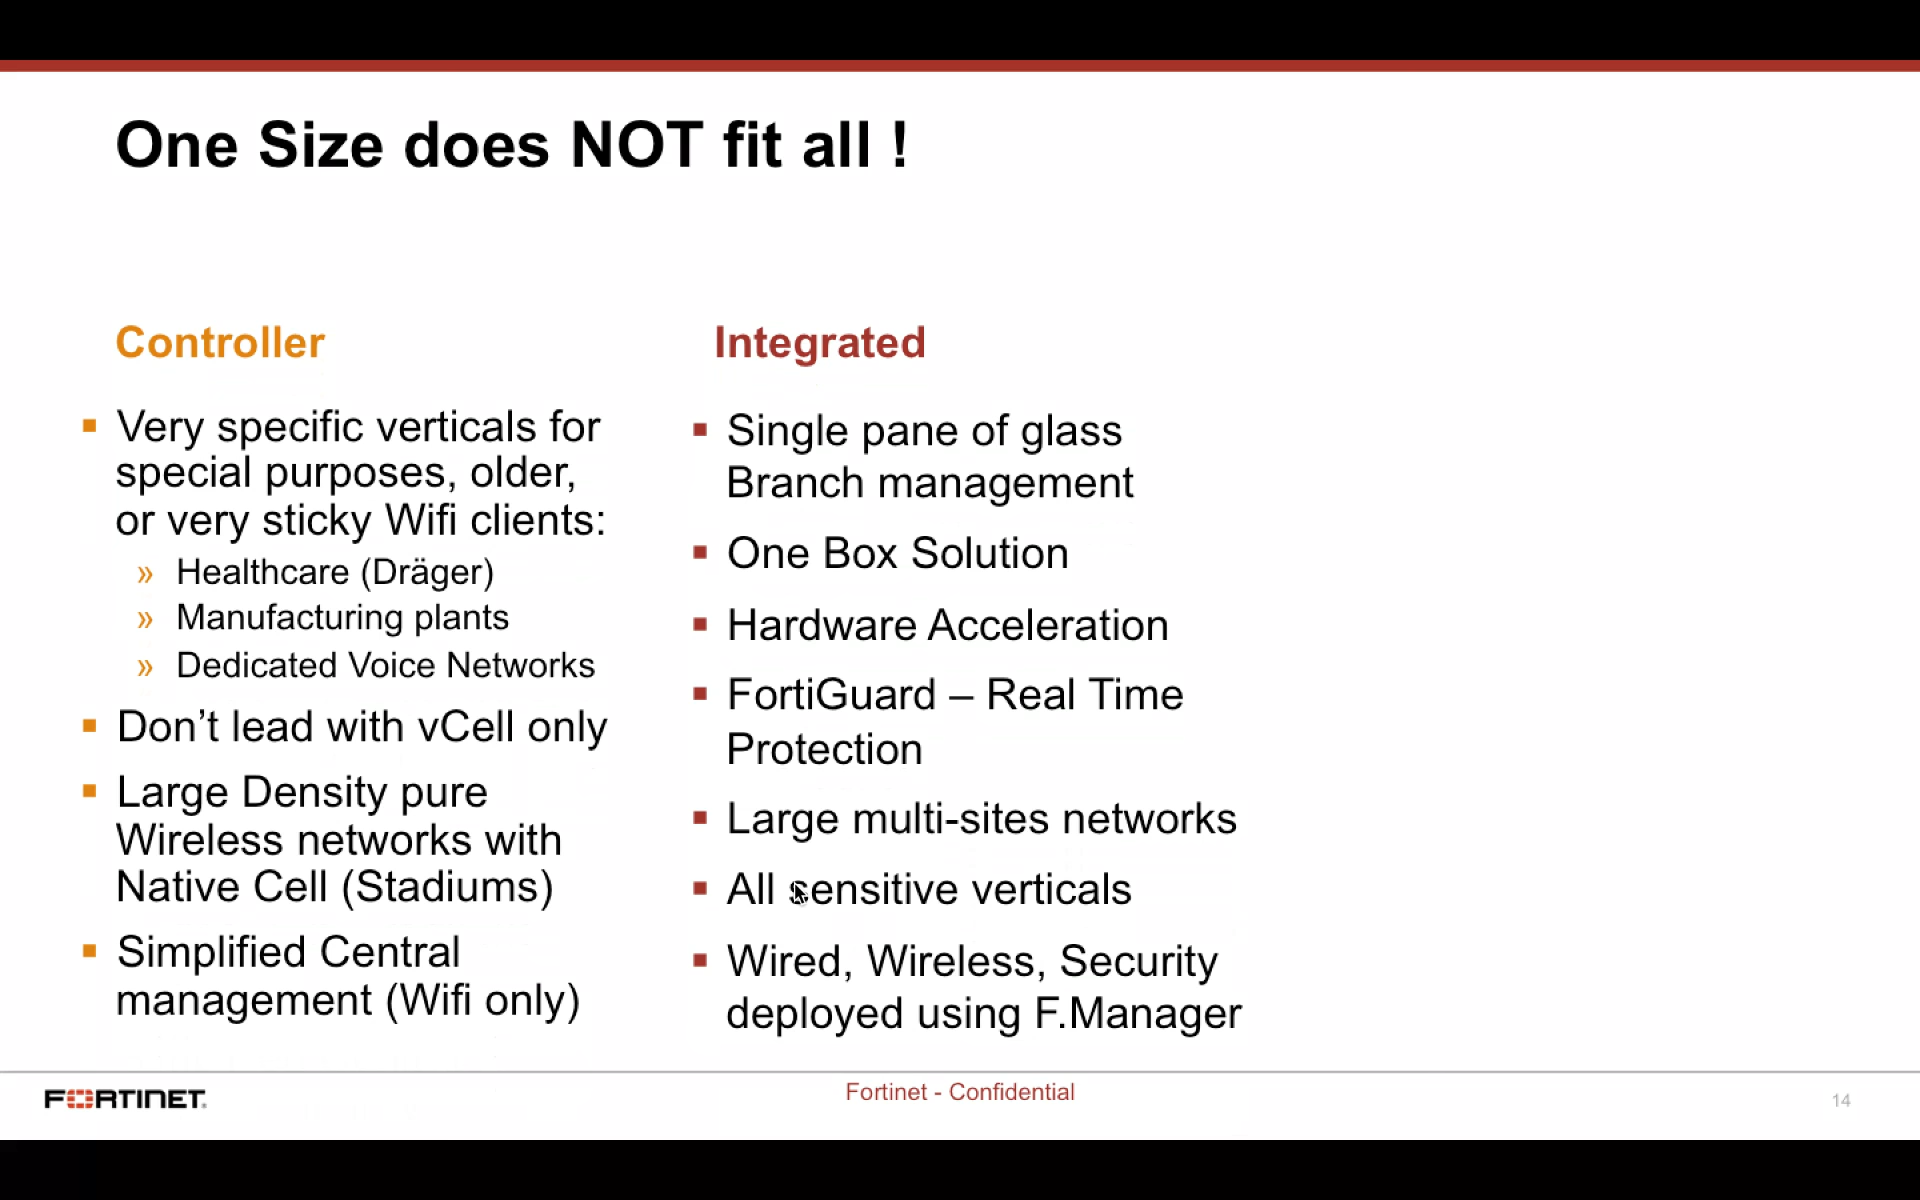 One Size does NOT fit all !
Controller
Very specific verticals for
special purposes, older,
or very sticky Wifi clients:
» Healthcare (Dräger)
» Manufacturing plants
» Dedicated Voice Networks
Don’t lead with vCell only
Large Density pure
Wireless networks with
Native Cell (Stadiums)
Simplified Central
management (Wifi only)
Integrated
Single pane of glass
Branch management
One Box Solution
Hardware Acceleration
FortiGuard – Real Time
Protection
Large multi-sites networks
All sensitive verticals
Wired, Wireless, Security
deployed using F.Manager
FORTINET
Fortinet - Confidential
14